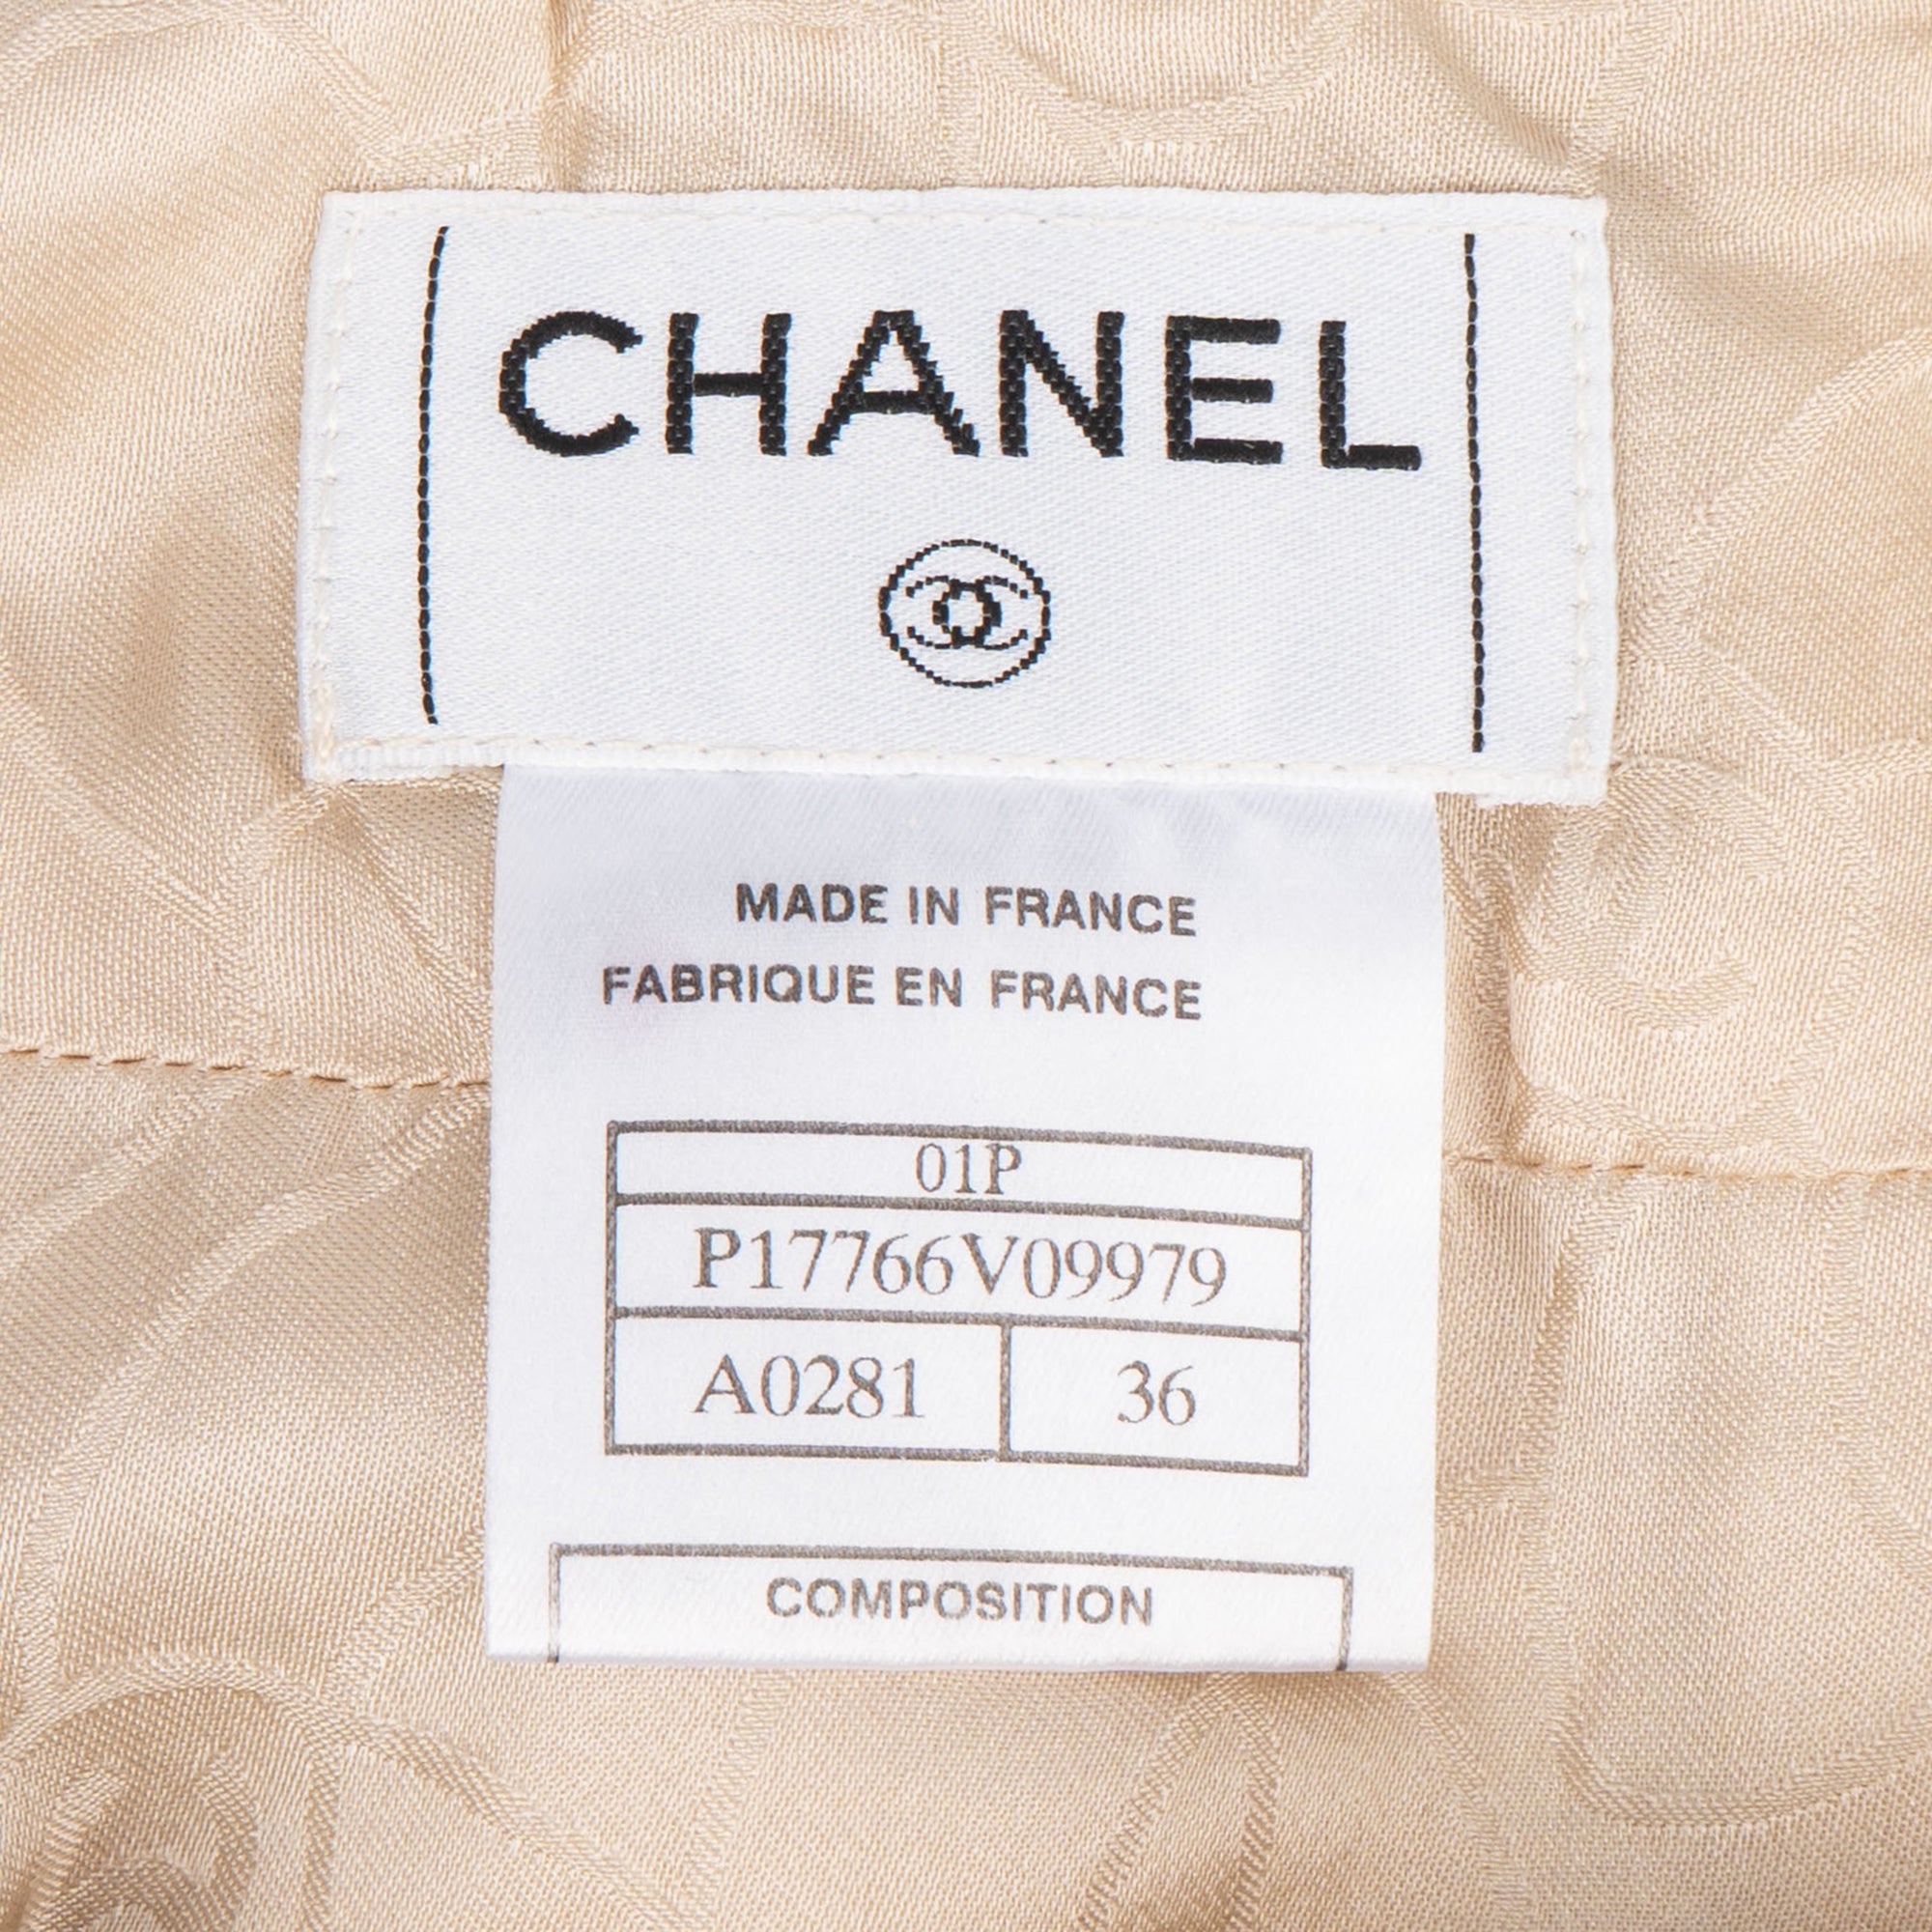 CHANEL
MADE IN FRANCE
FABRIQUE EN FRANCE
01P
P17766V09979
A0281 36
COMPOSITION